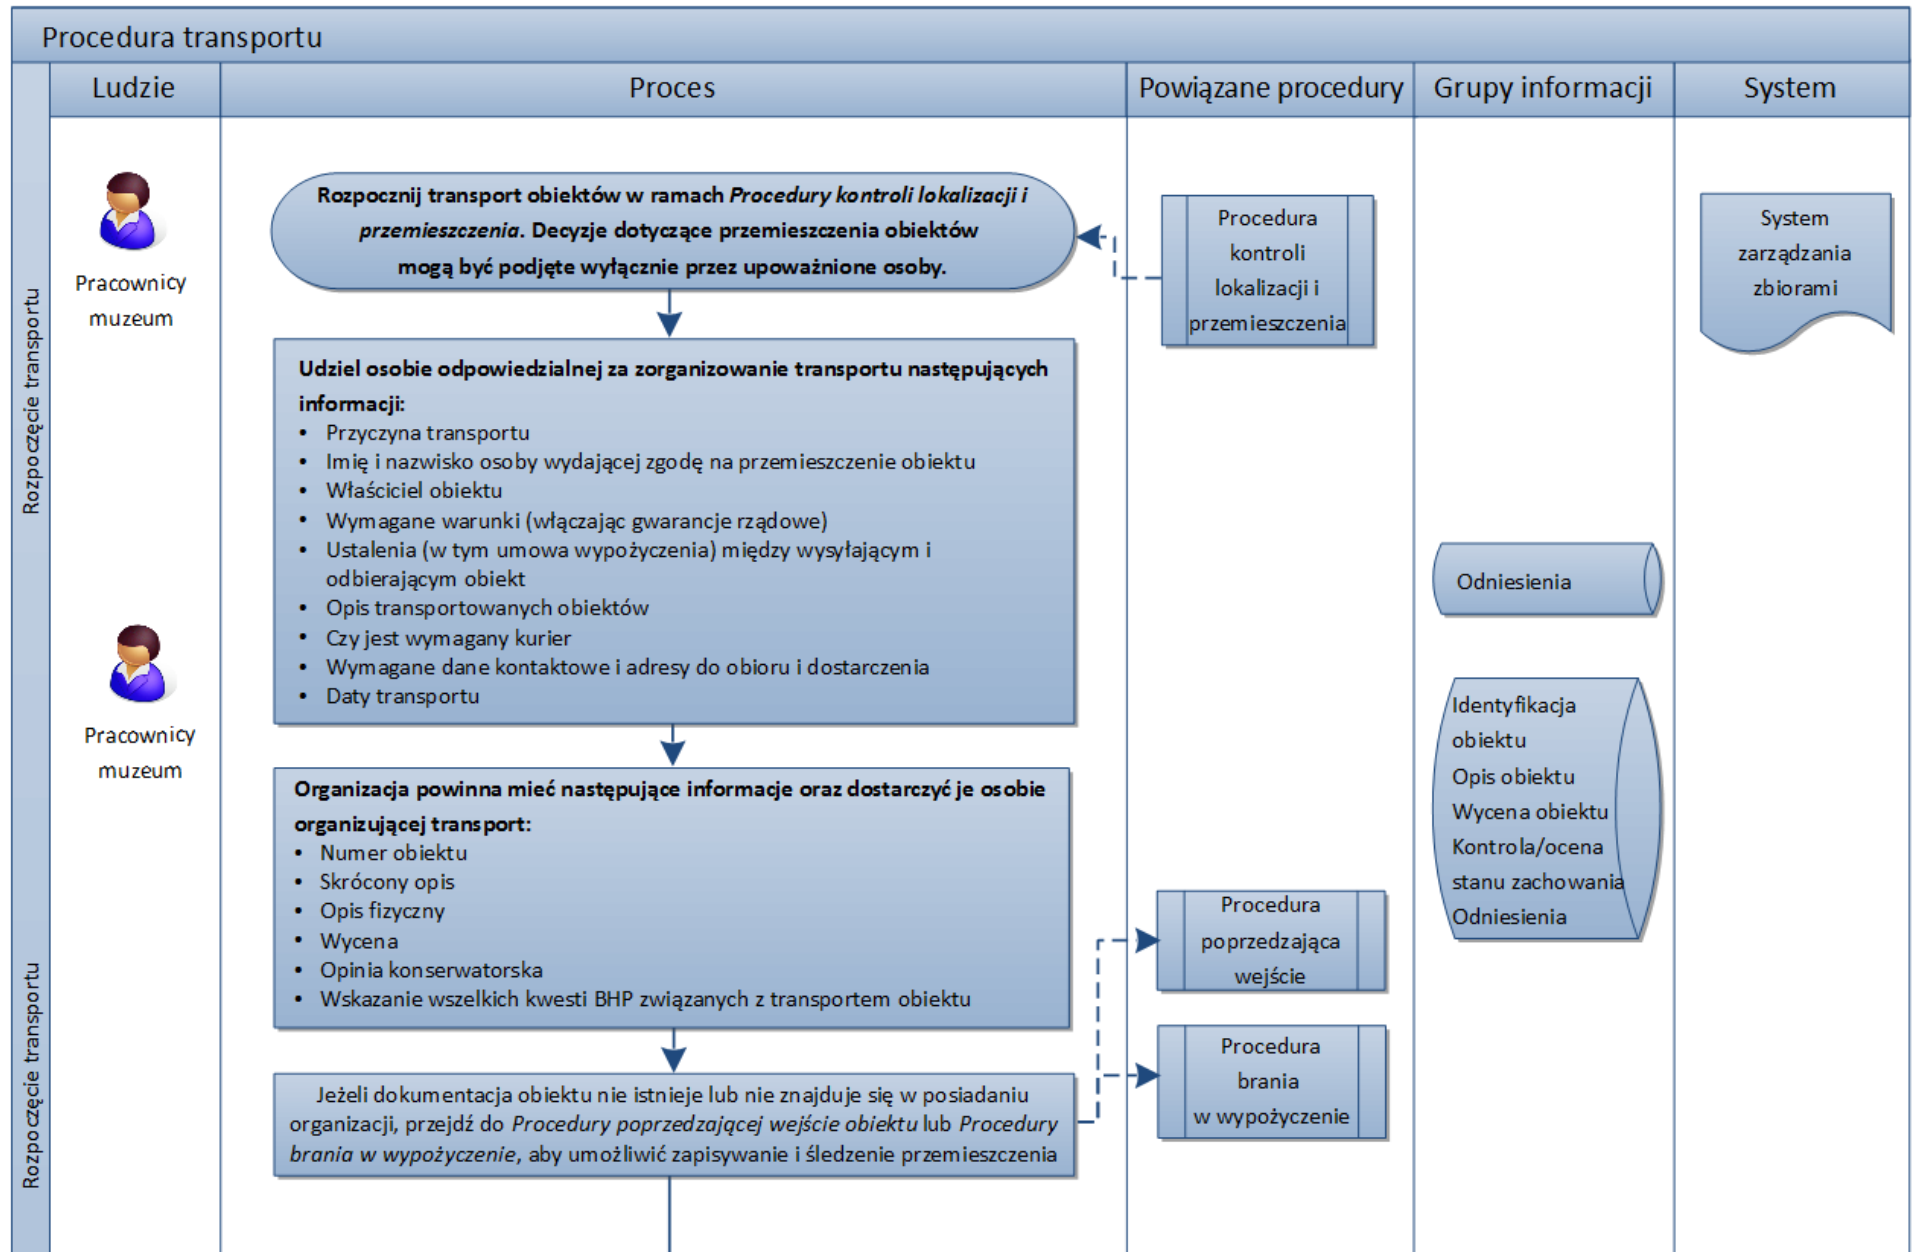 Procedura transportu
Ludzie
Proces
Powiązane procedury
Grupy informacji
System
Rozpoczęcie transportu
Pracownicy
muzeum
Rozpocznij transport obiektów w ramach Procedury kontroli lokalizacji i
przemieszczenia. Decyzje dotyczące przemieszczenia obiektów
mogą być podjęte wyłącznie przez upoważnione osoby.
Procedura
kontroli
lokalizacji i
przemieszczenia
System
zarządzania
zbiorami
Udziel osobie odpowiedzialnej za zorganizowanie transportu następujących
informacji:
• Przyczyna transportu
• Imię i nazwisko osoby wydającej zgodę na przemieszczenie obiektu
• Właściciel obiektu
• Wymagane warunki (włączając gwarancje rządowe)
• Ustalenia (w tym umowa wypożyczenia) między wysyłającym i
odbierającym obiekt
• Opis transportowanych obiektów
• Czy jest wymagany kurier
• Wymagane dane kontaktowe i adresy do obioru i dostarczenia
• Daty transportu
Odniesienia
Rozpoczęcie transportu
Pracownicy
muzeum
Organizacja powinna mieć następujące informacje oraz dostarczyć je osobie
organizującej transport:
• Numer obiektu
• Skrócony opis
• Opis fizyczny
• Wycena
• Opinia konserwatorska
• Wskazanie wszelkich kwesti BHP związanych z transportem obiektu
Identyfikacja
obiektu
Opis obiektu
Wycena obiektu
Kontrola/ocena
stanu zachowania
Odniesienia
Procedura
poprzedzająca
wejście
Procedura
brania
w wypożyczenie
Jeżeli dokumentacja obiektu nie istnieje lub nie znajduje się w posiadaniu
organizacji, przejdź do Procedury poprzedzającej wejście obiektu lub Procedury
brania w wypożyczenie, aby umożliwić zapisywanie i śledzenie przemieszczenia